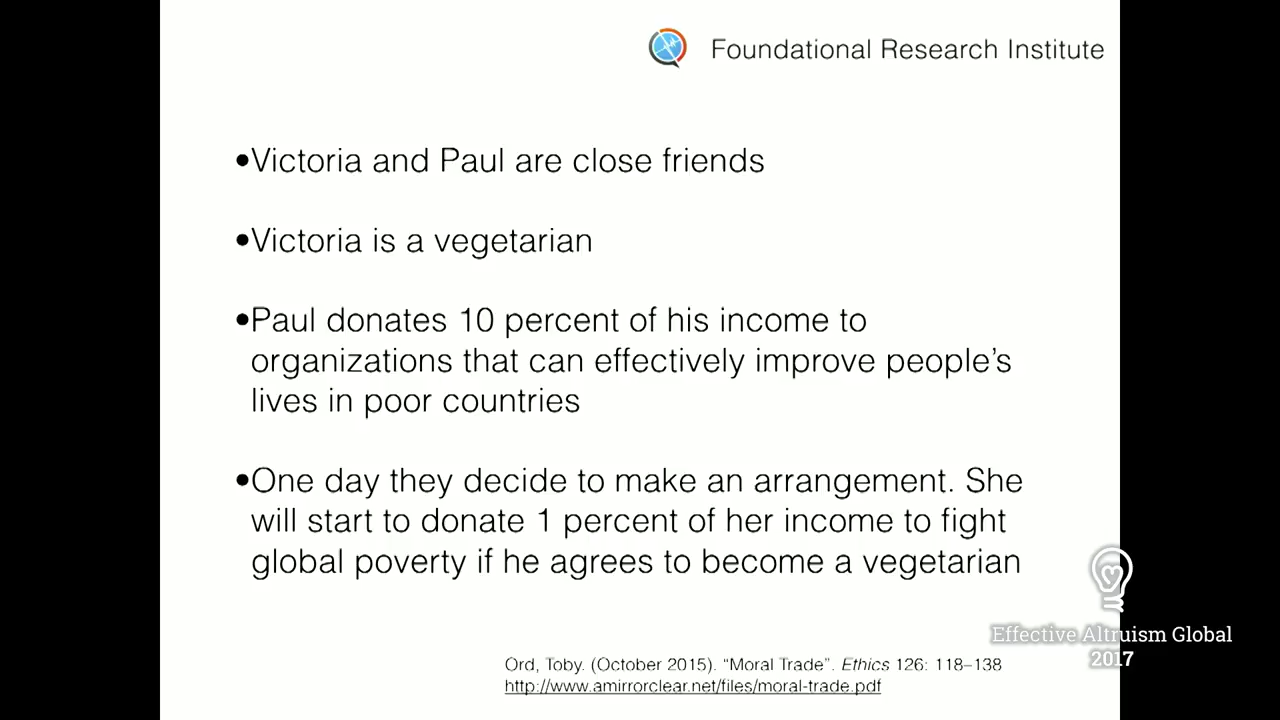 Foundational Research Institute
•Victoria and Paul are close friends
•Victoria is a vegetarian
•Paul donates 10 percent of his income to
organizations that can effectively improve people’s
lives in poor countries
•One day they decide to make an arrangement. She
will start to donate 1 percent of her income to fight
global poverty if he agrees to become a vegetarian
Effective Altruism Global
2017
Ord, Toby. (October 2015). “Moral Trade”. Ethics 126: 118–138
http://www.amirrorclear.net/files/moral-trade.pdf